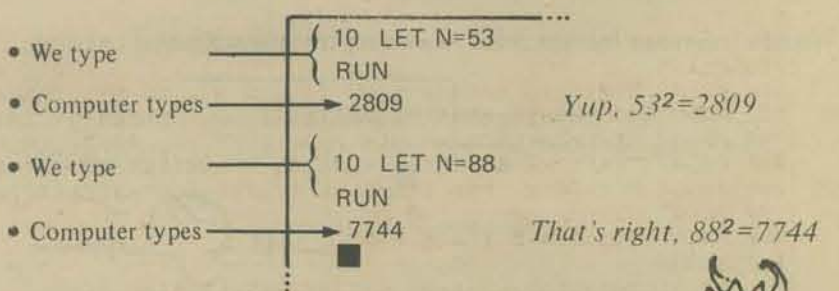 10 LET N=53
• We type
RUN
• Computer types 2809 Yup, 53²=2809
10 LET N=88
• We type
RUN
• Computer types 7744 That's right, 88²=7744